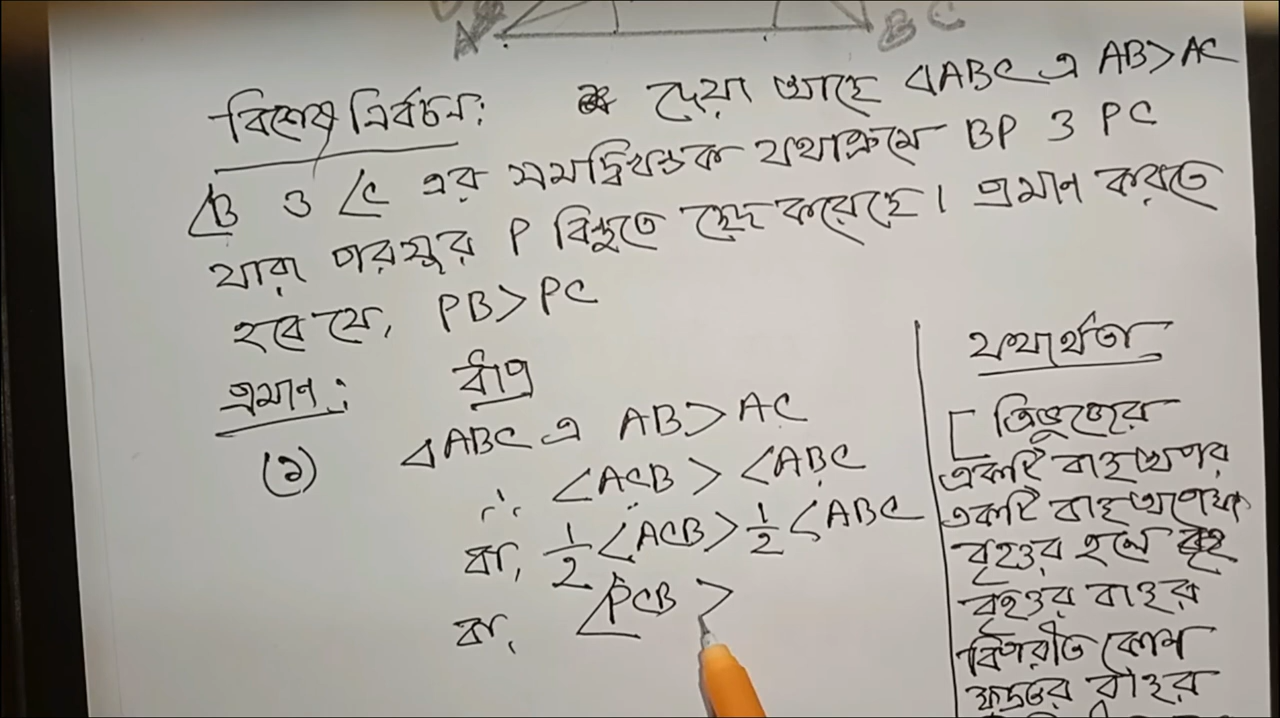 A B C
বিশেষ নির্বচন: দেয়া আছে ⊿ABC এ AB>AC
∠B ও ∠C এর সমদ্বিখণ্ডক যথাক্রমে BP ও PC
যারা পরস্পর P বিন্দুতে ছেদ করেছে। প্রমাণ করতে
হবে যে, PB>PC
প্রমাণ: ধাপ
(১) ⊿ABC এ AB>AC
∴ <ACB > <ABC
বা, 1/2 <ACB > 1/2 <ABC
বা, ∠PCB >
যথার্থতা
[ ত্রিভুজের
একটি বাহু অপর
একটি বাহু অপেক্ষা
বৃহত্তর হলে
বৃহত্তর বাহুর
বিপরীত কোণ
ক্ষুদ্রতর বাহুর